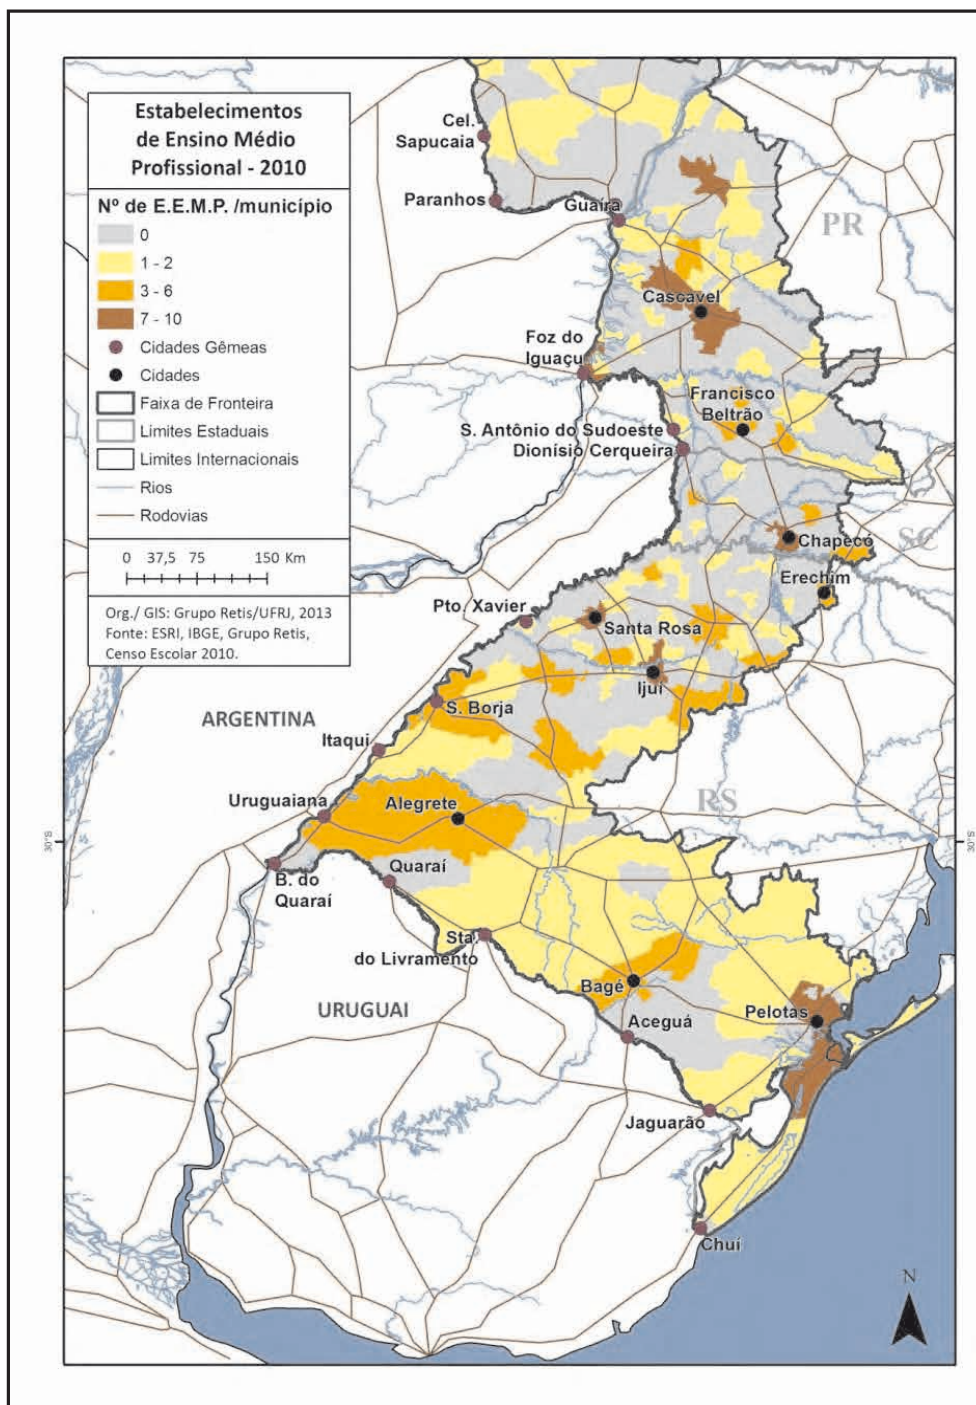 Estabelecimentos
de Ensino Médio
Profissional - 2010
Nº de E.E.M.P. /município
0
1 - 2
3 - 6
7 - 10
Cidades Gêmeas
Cidades
Faixa de Fronteira
Limites Estaduais
Limites Internacionais
Rios
Rodovias
0 37,5 75 150 Km
Org./ GIS: Grupo Retis/UFRJ, 2013
Fonte: ESRI, IBGE, Grupo Retis,
Censo Escolar 2010.
Cel.
Sapucaia
Paranhos
Guaíra
PR
Cascavel
Foz do
Iguaçu
Francisco
Beltrão
S. Antônio do Sudoeste
Dionísio Cerqueira
Chapecó
SC
Erechim
Pto. Xavier
Santa Rosa
Ijuí
S. Borja
ARGENTINA
Itaqui
RS
Uruguaiana
Alegrete
30°S
30°S
B. do
Quaraí
Quaraí
Sta.
do Livramento
Bagé
URUGUAI
Aceguá
Pelotas
Jaguarão
Chuí
N